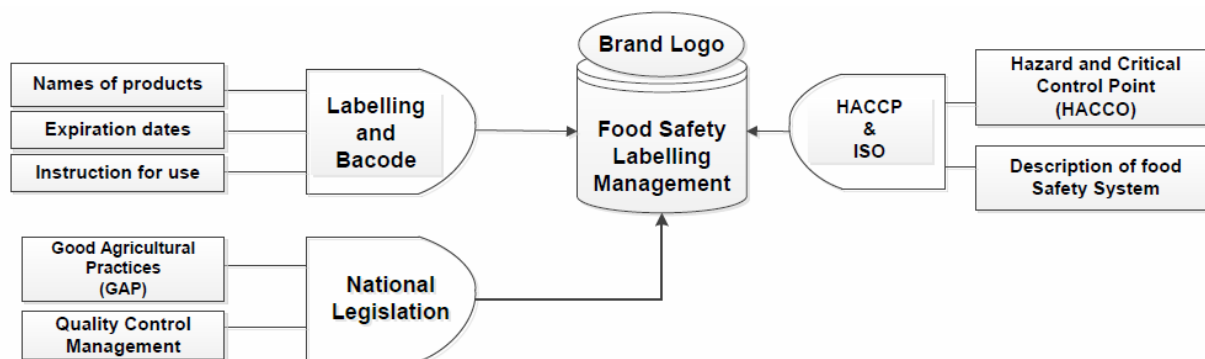 Brand Logo
Names of products
Expiration dates
Instruction for use
Labelling
and
Bacode
Food Safety
Labelling
Management
HACCP
&
ISO
Hazard and Critical
Control Point
(HACCO)
Description of food
Safety System
Good Agricultural
Practices
(GAP)
Quality Control
Management
National
Legislation